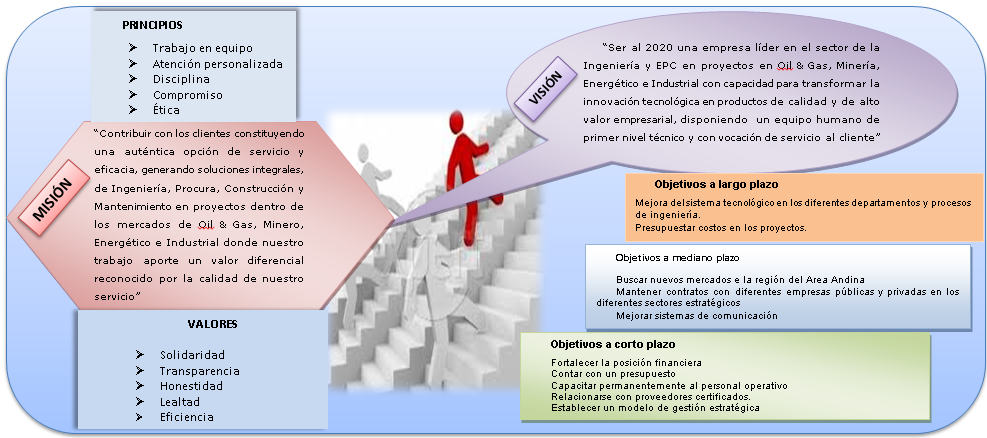 PRINCIPIOS
➢ Trabajo en equipo
➢ Atención personalizada
➢ Disciplina
➢ Compromiso
➢ Ética
MISIÓN
“Contribuir con los clientes constituyendo
una auténtica opción de servicio y
eficacia, generando soluciones integrales,
de Ingeniería, Procura, Construcción y
Mantenimiento en proyectos dentro de
los mercados de Oil & Gas, Minero,
Energético e Industrial donde nuestro
trabajo aporte un valor diferencial
reconocido por la calidad de nuestro
servicio”
VALORES
➢ Solidaridad
➢ Transparencia
➢ Honestidad
➢ Lealtad
➢ Eficiencia
VISIÓN
“Ser al 2020 una empresa líder en el sector de la
Ingeniería y EPC en proyectos en Oil & Gas, Minería,
Energético e Industrial con capacidad para transformar la
innovación tecnológica en productos de calidad y de alto
valor empresarial, disponiendo un equipo humano de
primer nivel técnico y con vocación de servicio al cliente”
Objetivos a largo plazo
Mejora del sistema tecnológico en los diferentes departamentos y procesos
de ingeniería.
Presupuestar costos en los proyectos.
Objetivos a mediano plazo
Buscar nuevos mercados e la región del Area Andina
Mantener contratos con diferentes empresas públicas y privadas en los
diferentes sectores estratégicos
Mejorar sistemas de comunicación
Objetivos a corto plazo
Fortalecer la posición financiera
Contar con un presupuesto
Capacitar permanentemente al personal operativo
Relacionarse con proveedores certificados.
Establecer un modelo de gestión estratégica